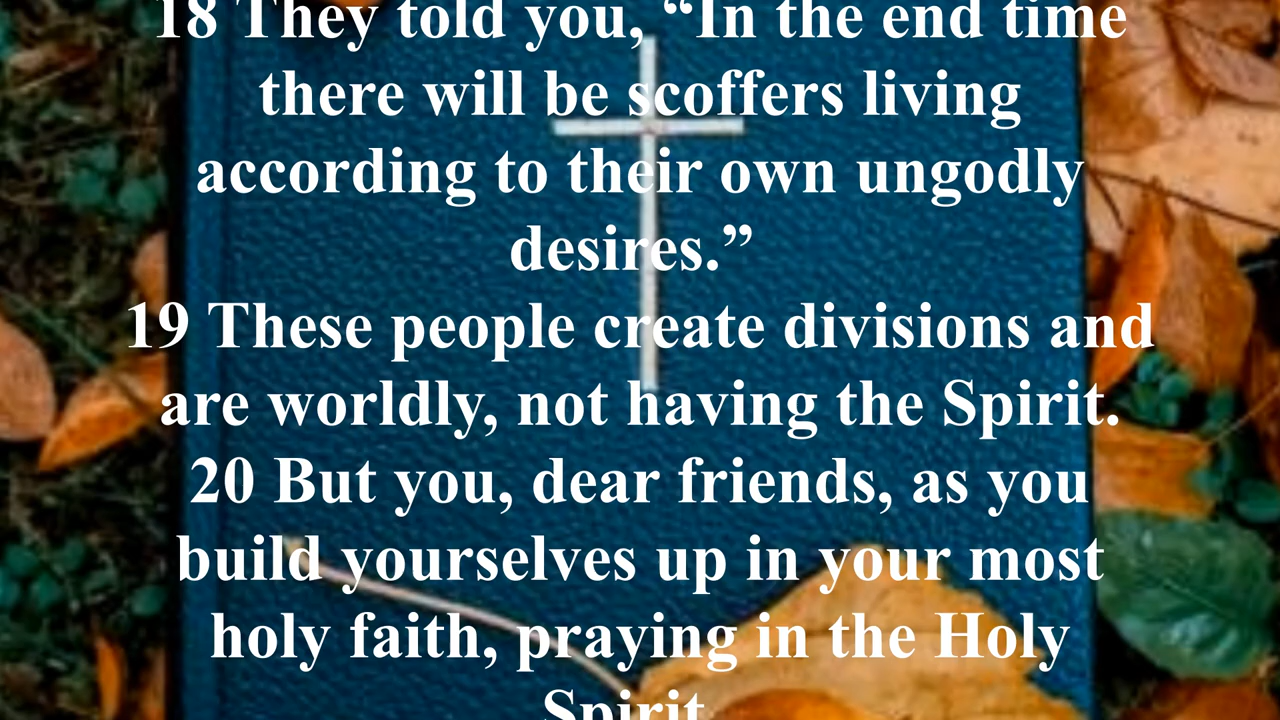 18 They told you, “In the end time
there will be scoffers living
according to their own ungodly
desires.”
19 These people create divisions and
are worldly, not having the Spirit.
20 But you, dear friends, as you
build yourselves up in your most
holy faith, praying in the Holy
Spirit